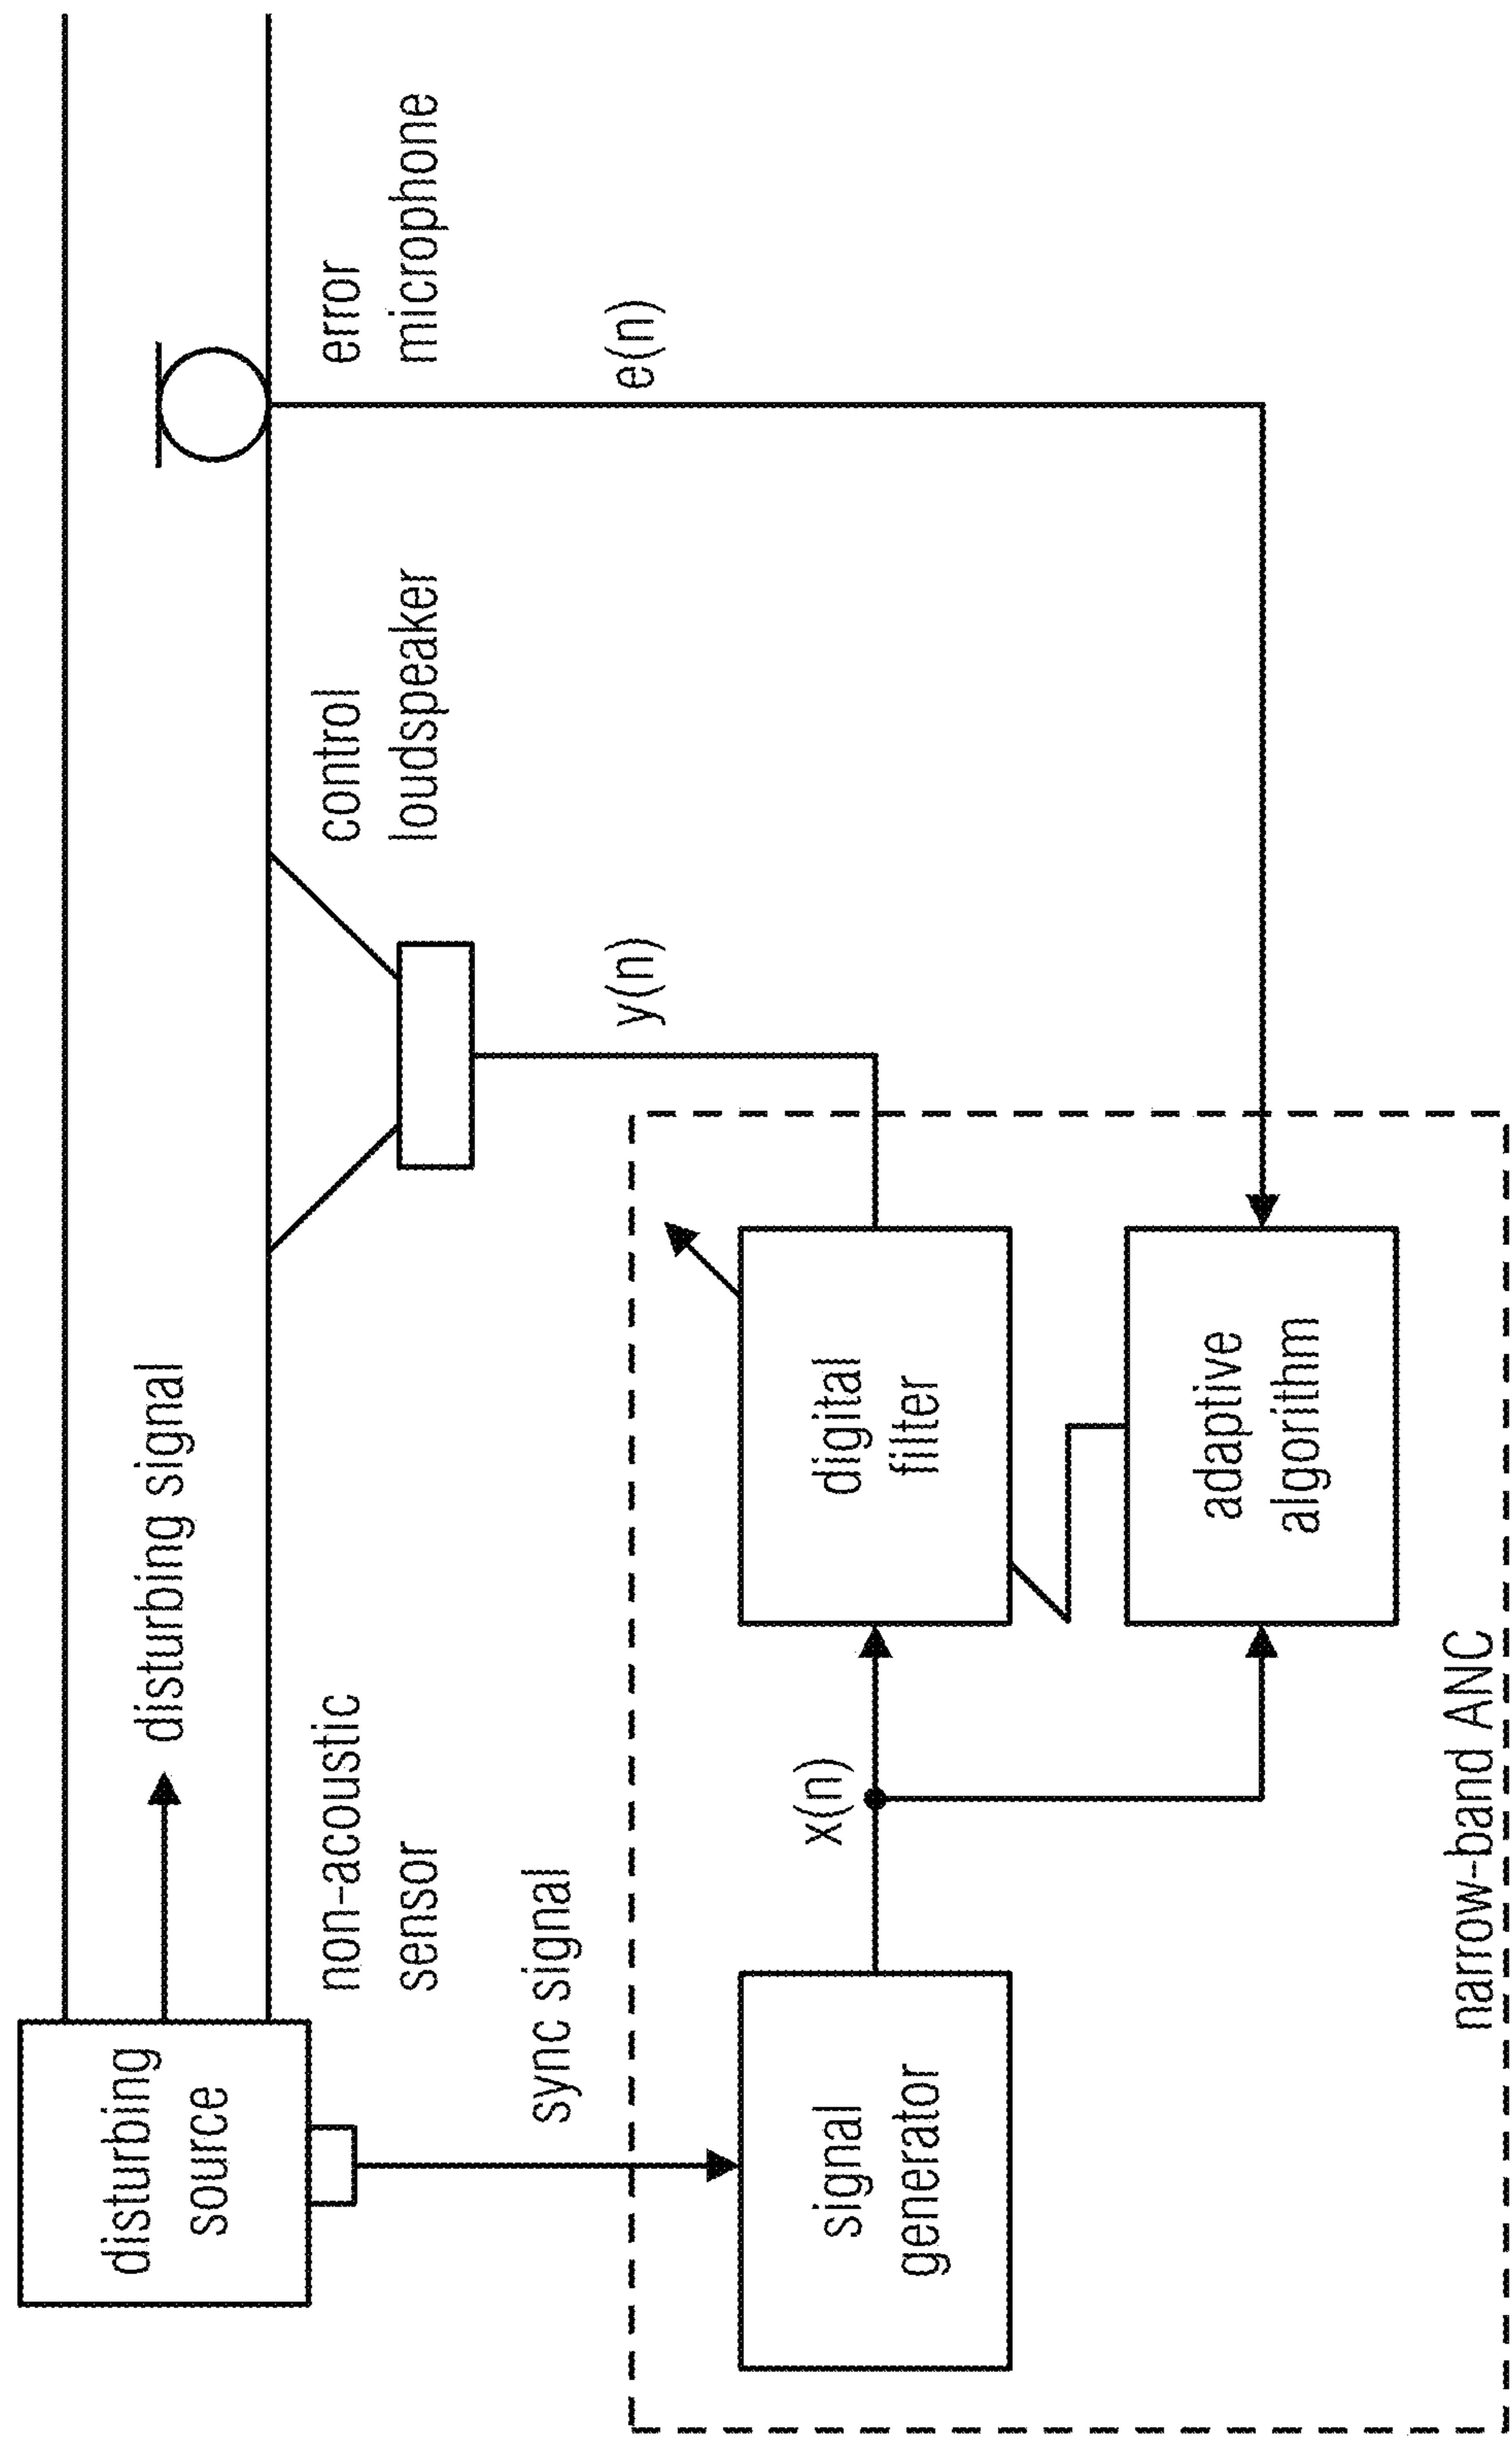 disturbing
source
disturbing signal
non-acoustic
sensor
control
loudspeaker
error
microphone
sync signal
y(n)
e(n)
signal
generator
x(n)
digital
filter
adaptive
algorithm
narrow-band ANC